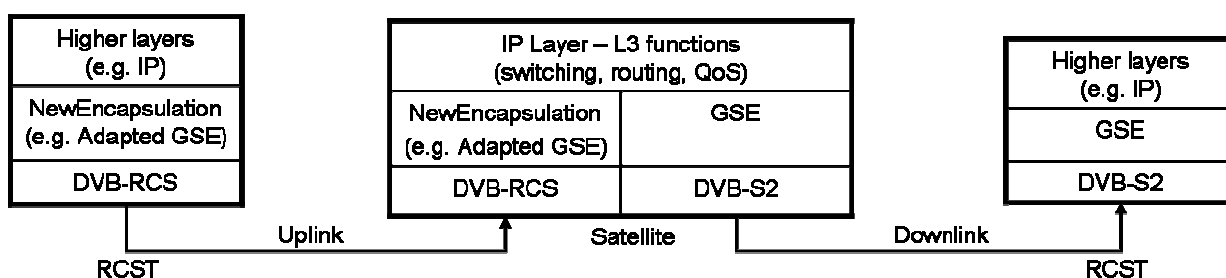 Higher layers
(e.g. IP)
NewEncapsulation
(e.g. Adapted GSE)
DVB-RCS
IP Layer – L3 functions
(switching, routing, QoS)
NewEncapsulation
(e.g. Adapted GSE)
GSE
DVB-RCS
DVB-S2
Higher layers
(e.g. IP)
GSE
DVB-S2
Uplink
Satellite
Downlink
RCST
RCST